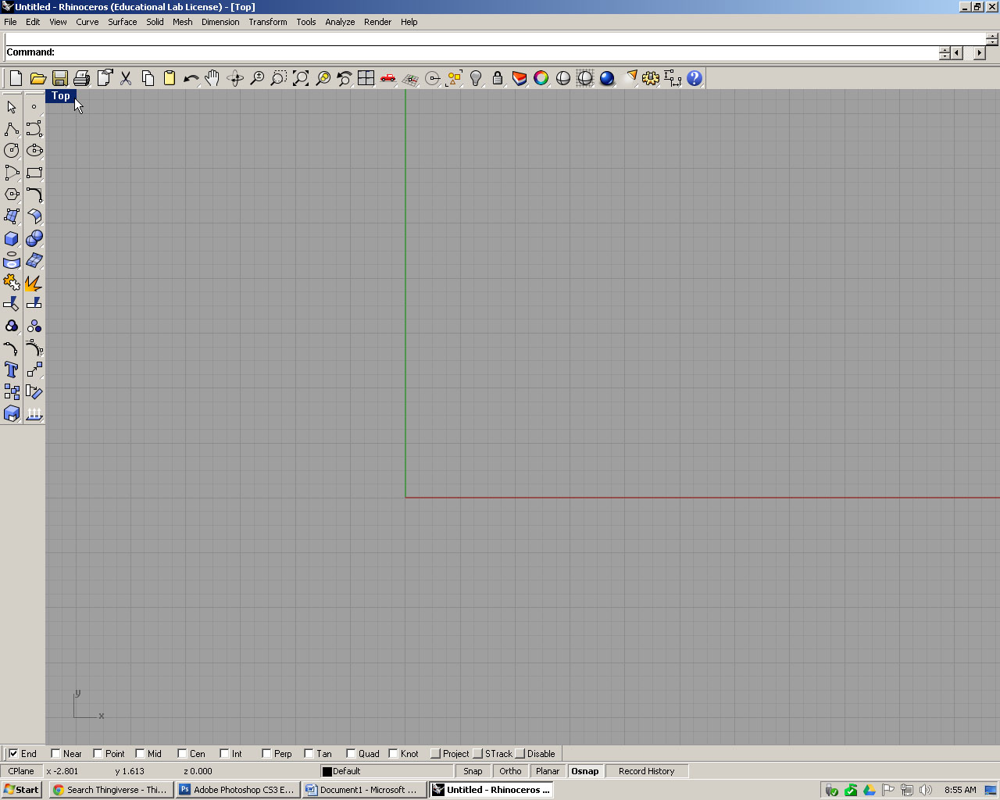 Untitled - Rhinoceros (Educational Lab License) - [Top]
File Edit View Curve Surface Solid Mesh Dimension Transform Tools Analyze Render Help
Command:
Top
y
x
End Near Point Mid Cen Int Perp Tan Quad Knot Project STrack Disable
CPlane x -2.801 y 1.613 z 0.000 Default Snap Ortho Planar Osnap Record History
Start Search Thingiverse - Thi... Ps Adobe Photoshop CS3 E... Document1 - Microsoft ... Untitled - Rhinoceros ... 8:55 AM